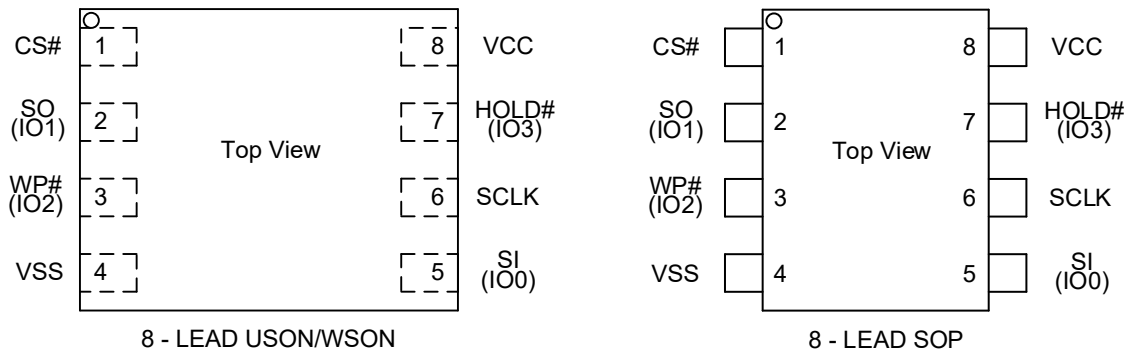 CS#
1
8
VCC
SO
(IO1)
2
7
HOLD#
(IO3)
Top View
WP#
(IO2)
3
6
SCLK
VSS
4
5
SI
(IO0)
8 - LEAD USON/WSON
CS#
1
8
VCC
SO
(IO1)
2
7
HOLD#
(IO3)
Top View
WP#
(IO2)
3
6
SCLK
VSS
4
5
SI
(IO0)
8 - LEAD SOP